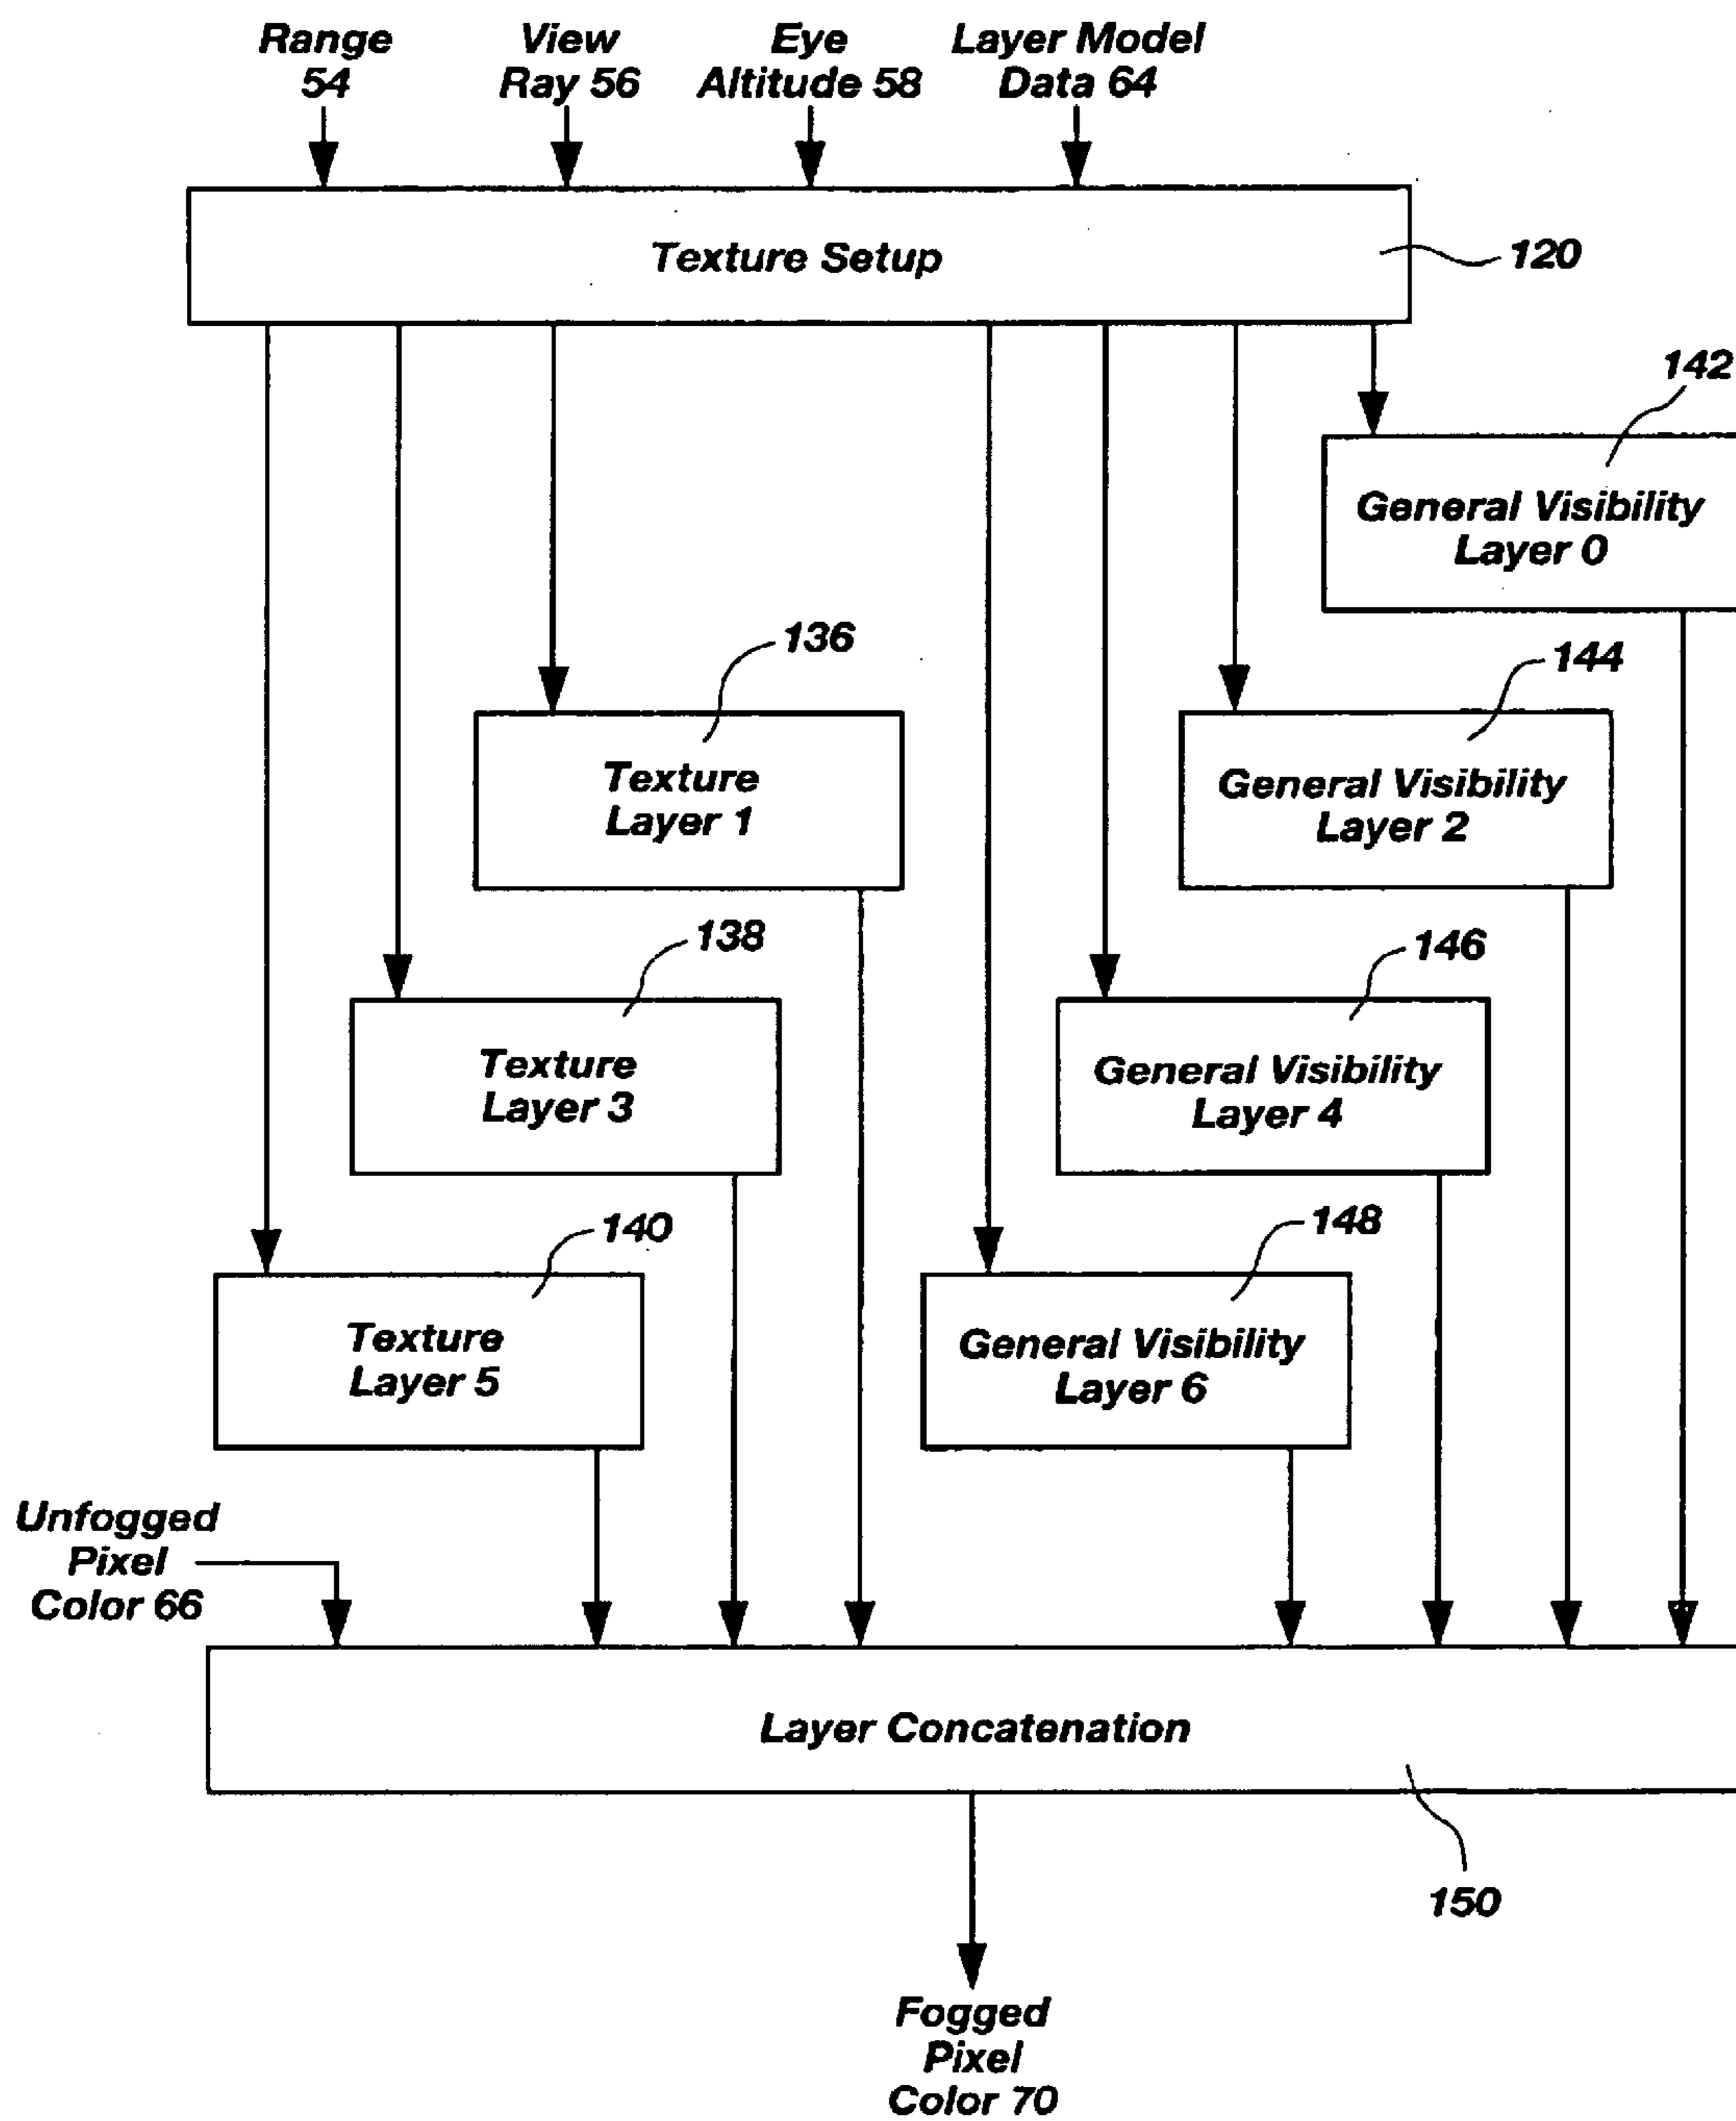 Range
54
View
Ray 56
Eye
Altitude 58
Layer Model
Data 64
Texture Setup
120
142
General Visibility
Layer 0
136
144
Texture
Layer 1
General Visibility
Layer 2
138
146
Texture
Layer 3
General Visibility
Layer 4
140
148
Texture
Layer 5
General Visibility
Layer 6
Unfogged
Pixel
Color 66
Layer Concatenation
150
Fogged
Pixel
Color 70